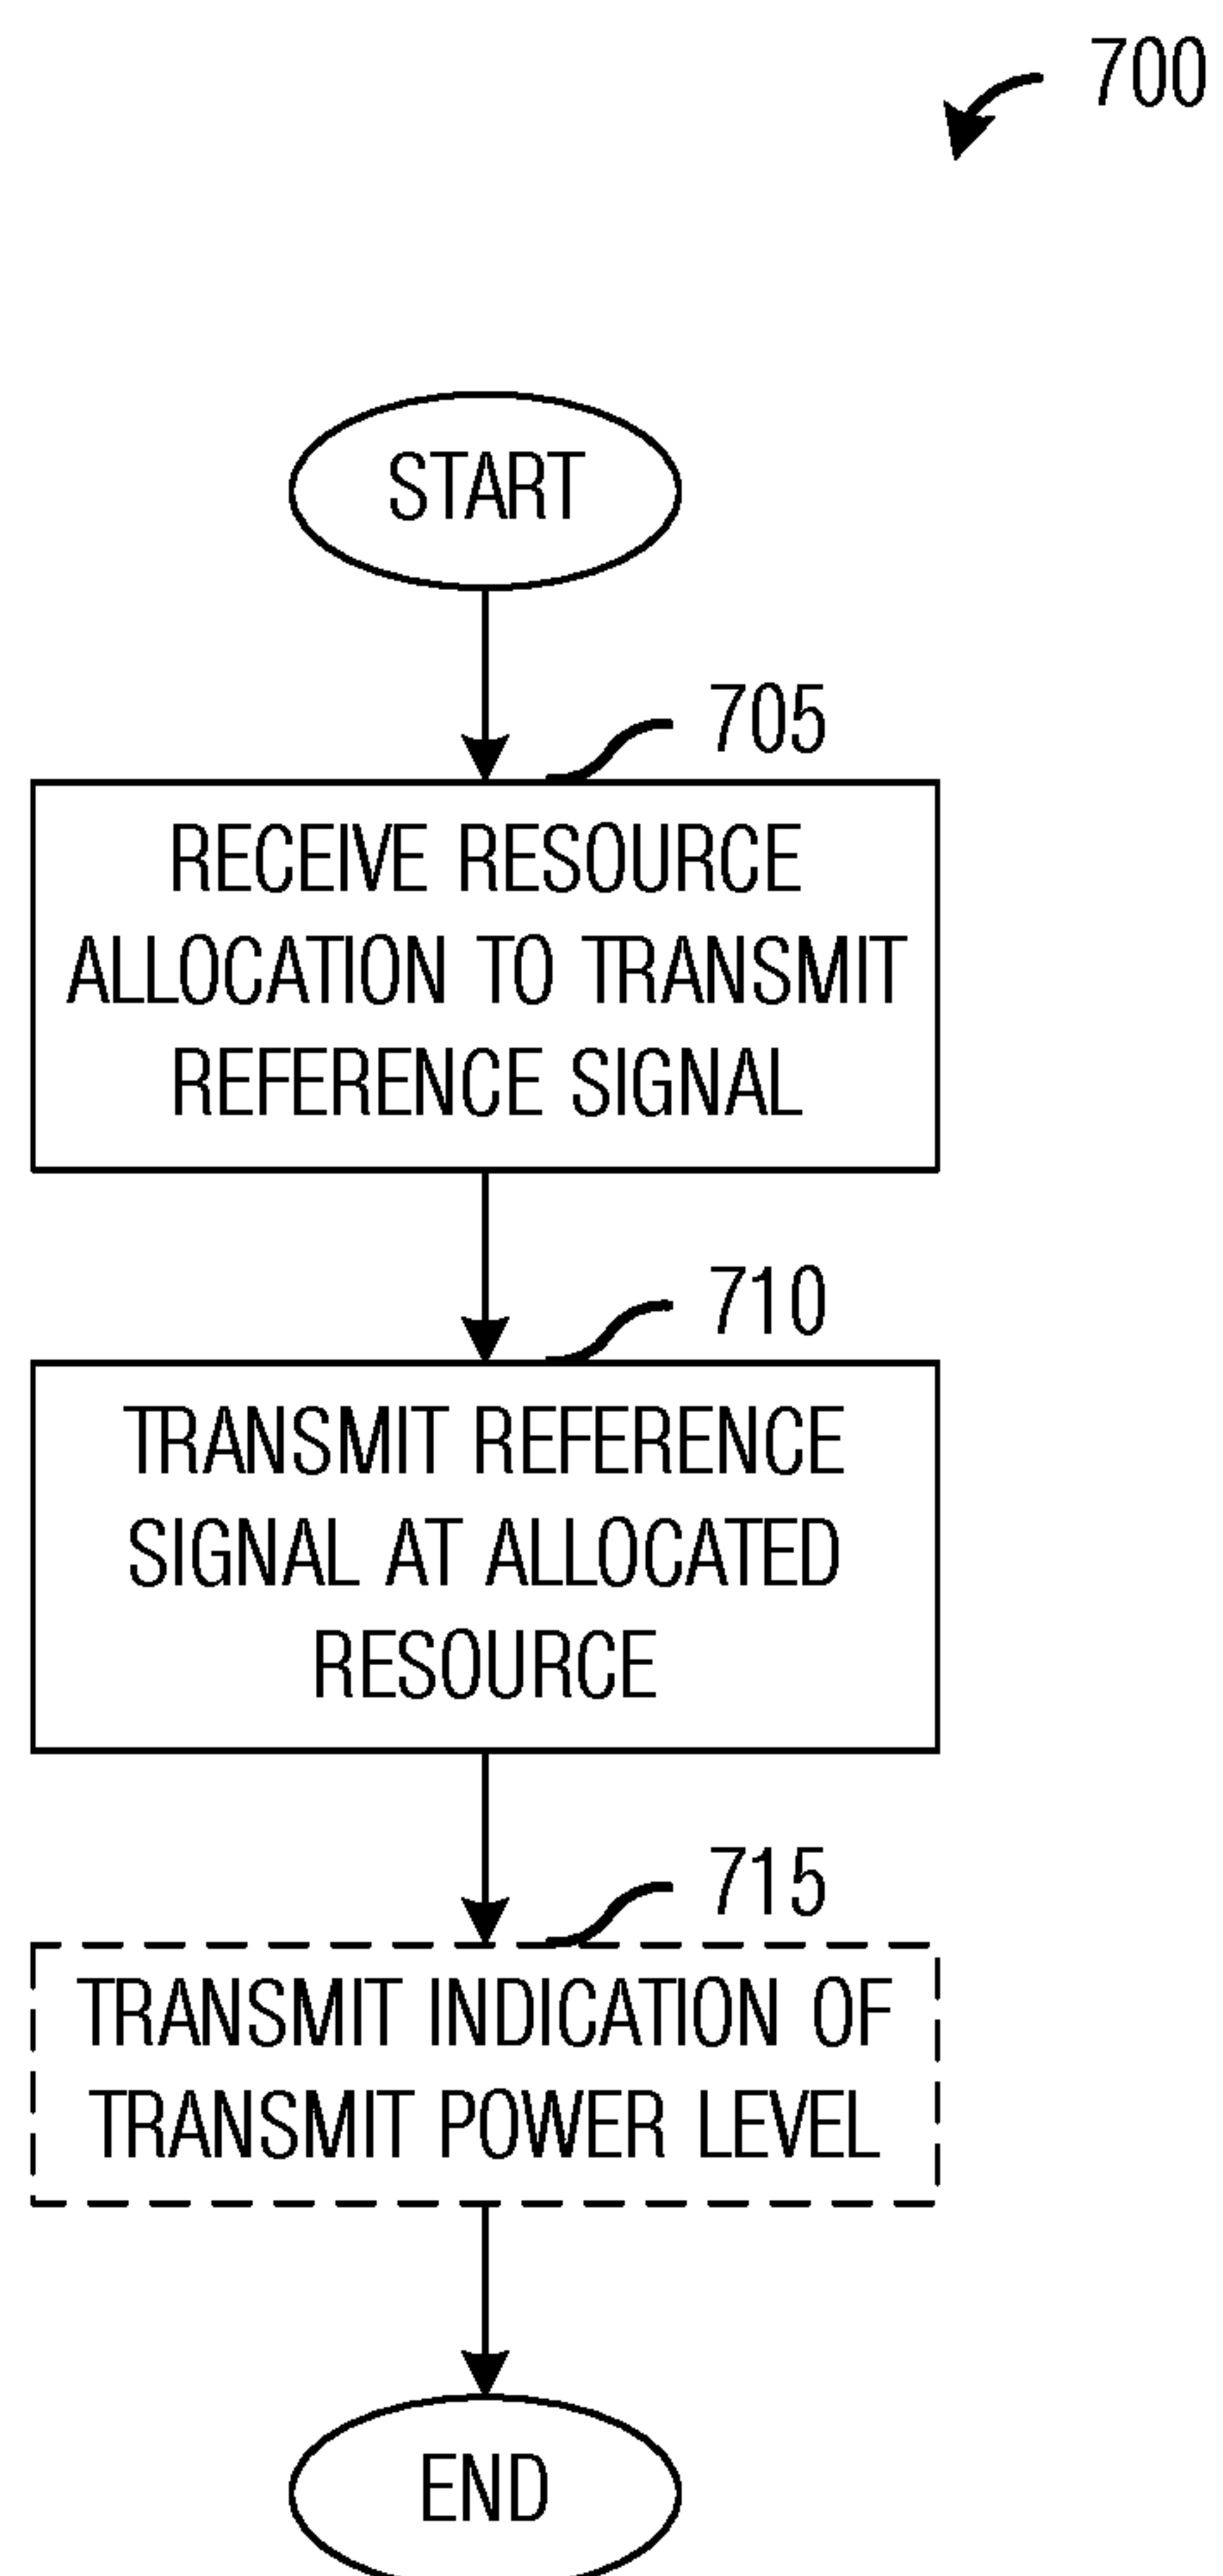 700
START
705
RECEIVE RESOURCE
ALLOCATION TO TRANSMIT
REFERENCE SIGNAL
710
TRANSMIT REFERENCE
SIGNAL AT ALLOCATED
RESOURCE
715
TRANSMIT INDICATION OF
TRANSMIT POWER LEVEL
END